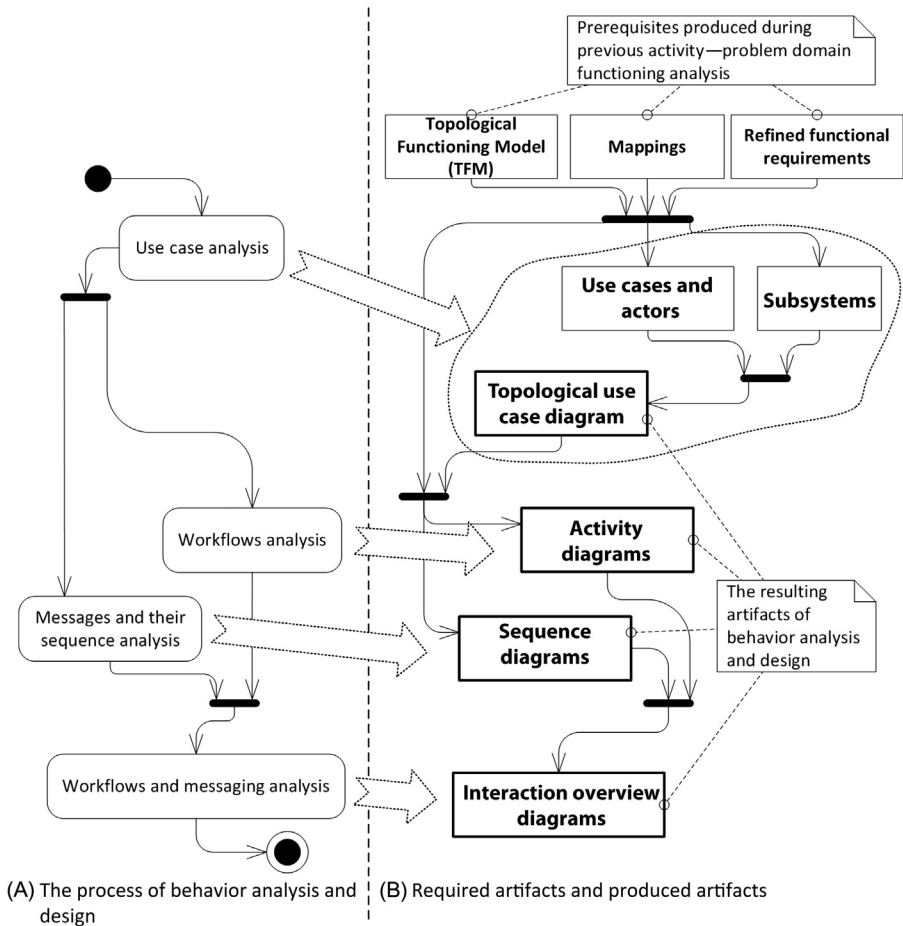 Prerequisites produced during
previous activity—problem domain
functioning analysis
Topological
Functioning Model
(TFM)
Mappings
Refined functional
requirements
Use case analysis
Use cases and
actors
Subsystems
Topological use
case diagram
Workflows analysis
Activity
diagrams
Messages and their
sequence analysis
Sequence
diagrams
The resulting
artifacts of
behavior analysis
and design
Workflows and messaging analysis
Interaction overview
diagrams
(A) The process of behavior analysis and
design
(B) Required artifacts and produced artifacts